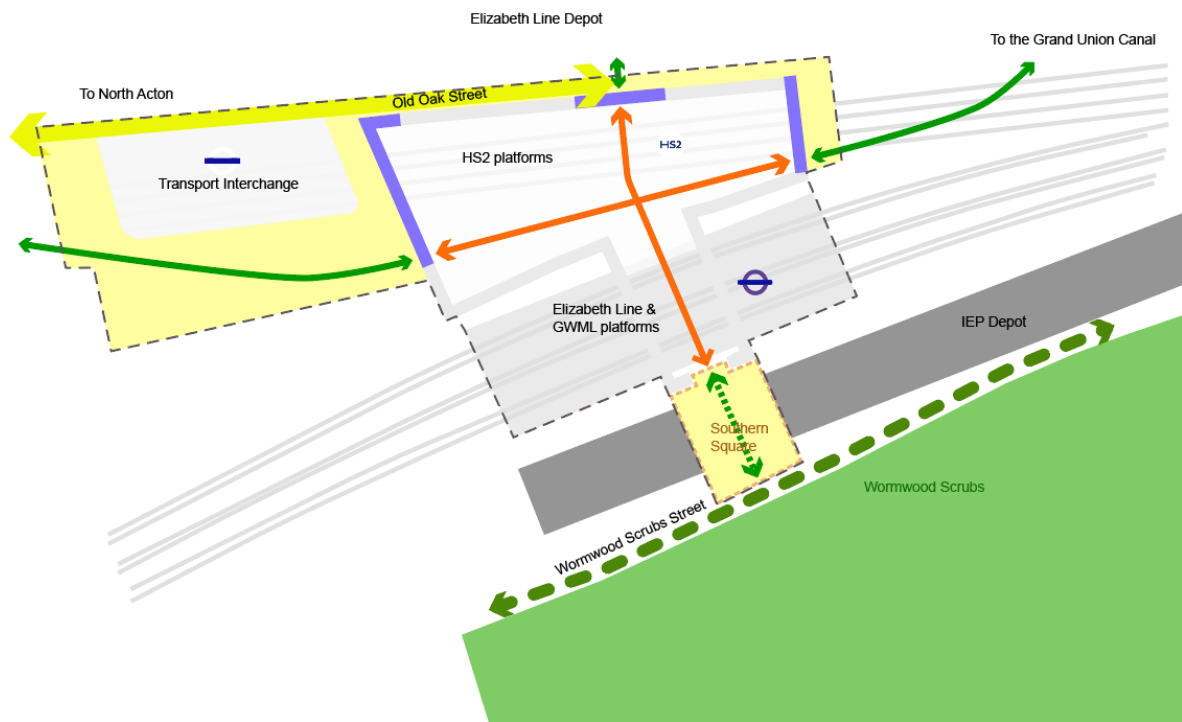 Elizabeth Line Depot
To the Grand Union Canal
To North Acton
Old Oak Street
HS2
HS2 platforms
Transport Interchange
Elizabeth Line &
GWML platforms
IEP Depot
Southern
Square
Wormwood Scrubs
Wormwood Scrubs Street